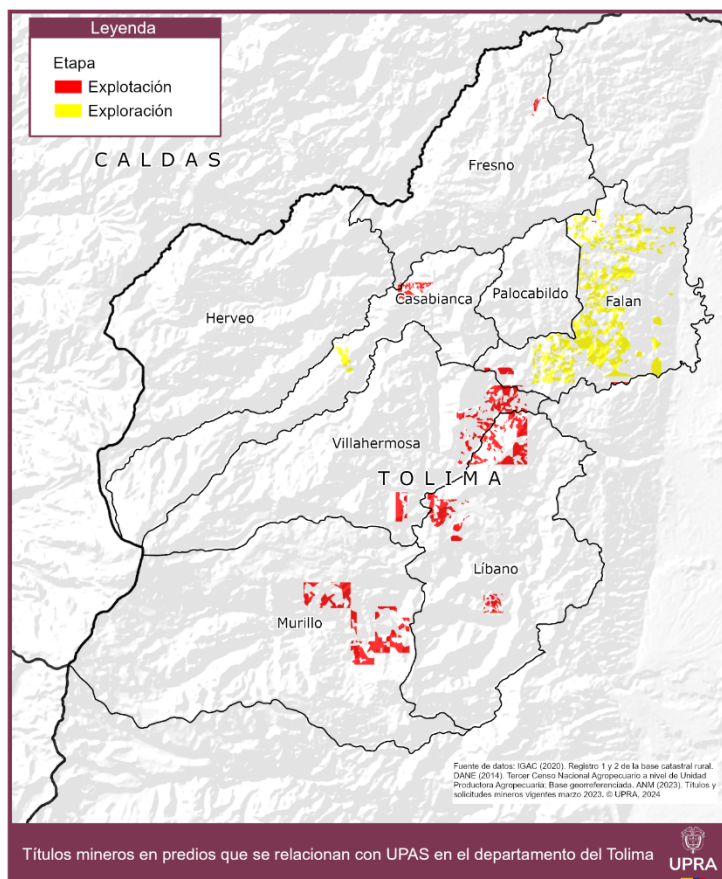 Leyenda
Etapa
Explotación
Exploración
CALDAS
Fresno
Casabianca
Palocabildo
Falan
Herveo
Villahermosa
TOLIMA
Líbano
Murillo
Fuente de datos: IGAC (2020). Registro 1 y 2 de la base catastral rural.
DANE (2014). Tercer Censo Nacional Agropecuario a nivel de Unidad
Productora Agropecuaria: Base georreferenciada. ANM (2023). Títulos y
solicitudes mineros vigentes marzo 2023. © UPRA, 2024
Títulos mineros en predios que se relacionan con UPAS en el departamento del Tolima
UPRA